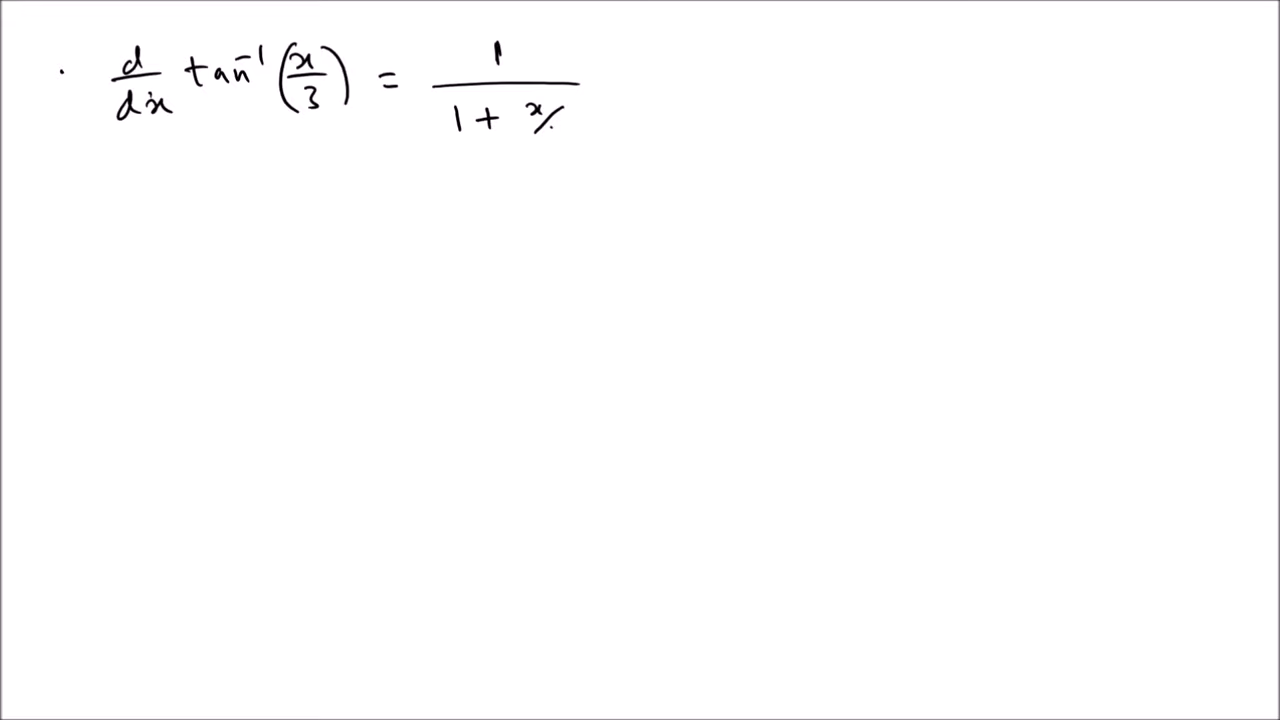 d/dx tan⁻¹(x/3) = 1/(1 + x/